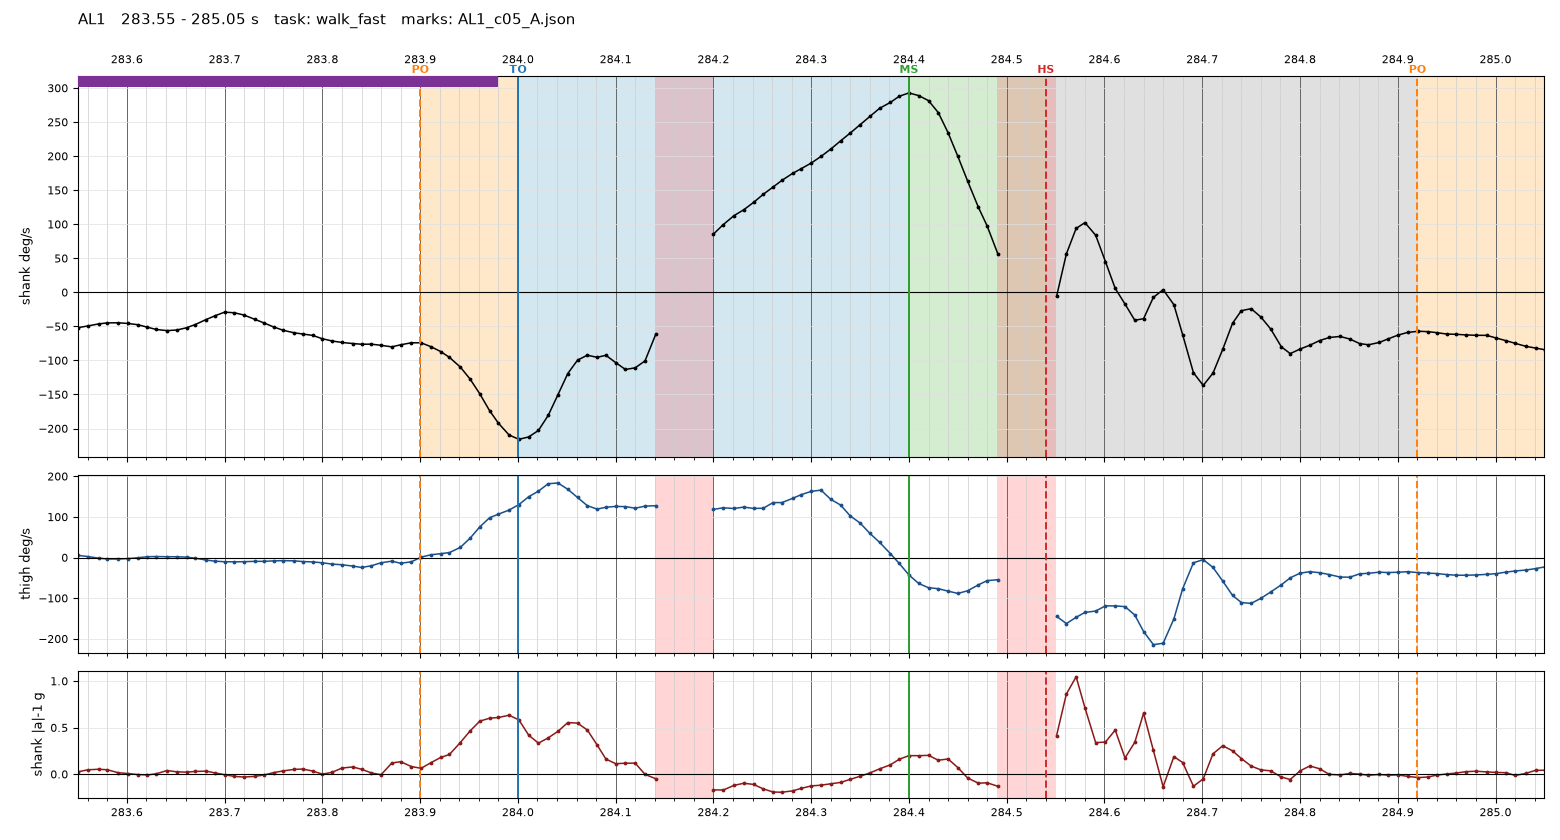 AL1   283.55 - 285.05 s   task: walk_fast   marks: AL1_c05_A.json
283.6 283.7 283.8 283.9 284.0 284.1 284.2 284.3 284.4 284.5 284.6 284.7 284.8 284.9 285.0
PO TO MS HS PO
shank deg/s
300
250
200
150
100
50
0
−50
−100
−150
−200
thigh deg/s
200
100
0
−100
−200
shank |a|-1 g
1.0
0.5
0.0
283.6 283.7 283.8 283.9 284.0 284.1 284.2 284.3 284.4 284.5 284.6 284.7 284.8 284.9 285.0